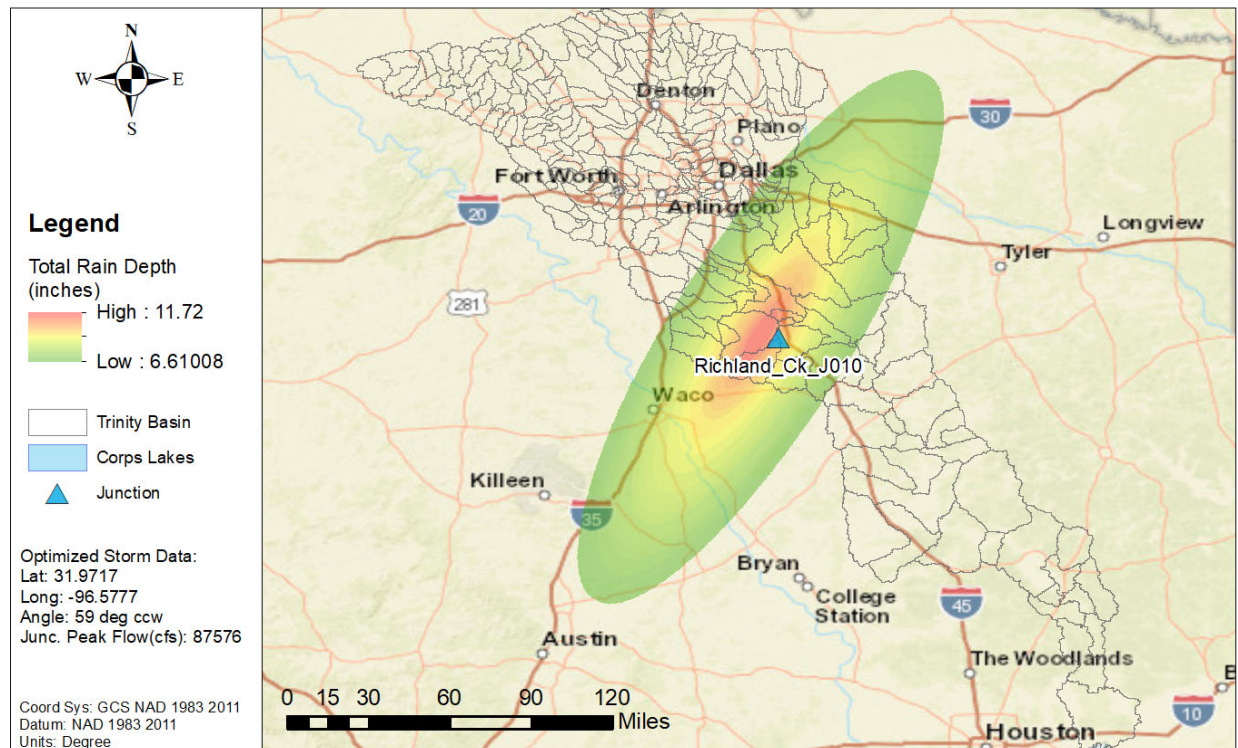 N
W E
S
Legend
Total Rain Depth
(inches)
High : 11.72
Low : 6.61008
Trinity Basin
Corps Lakes
Junction
Optimized Storm Data:
Lat: 31.9717
Long: -96.5777
Angle: 59 deg ccw
Junc. Peak Flow(cfs): 87576
Coord Sys: GCS NAD 1983 2011
Datum: NAD 1983 2011
Units: Degree
Denton
30
Plano
Dallas
Fort Worth
20
Arlington
Longview
Tyler
281
Richland_Ck_J010
Waco
Killeen
35
Bryan
College
Station
45
Austin
The Woodlands
B
10
Houston
0 15 30 60 90 120
Miles